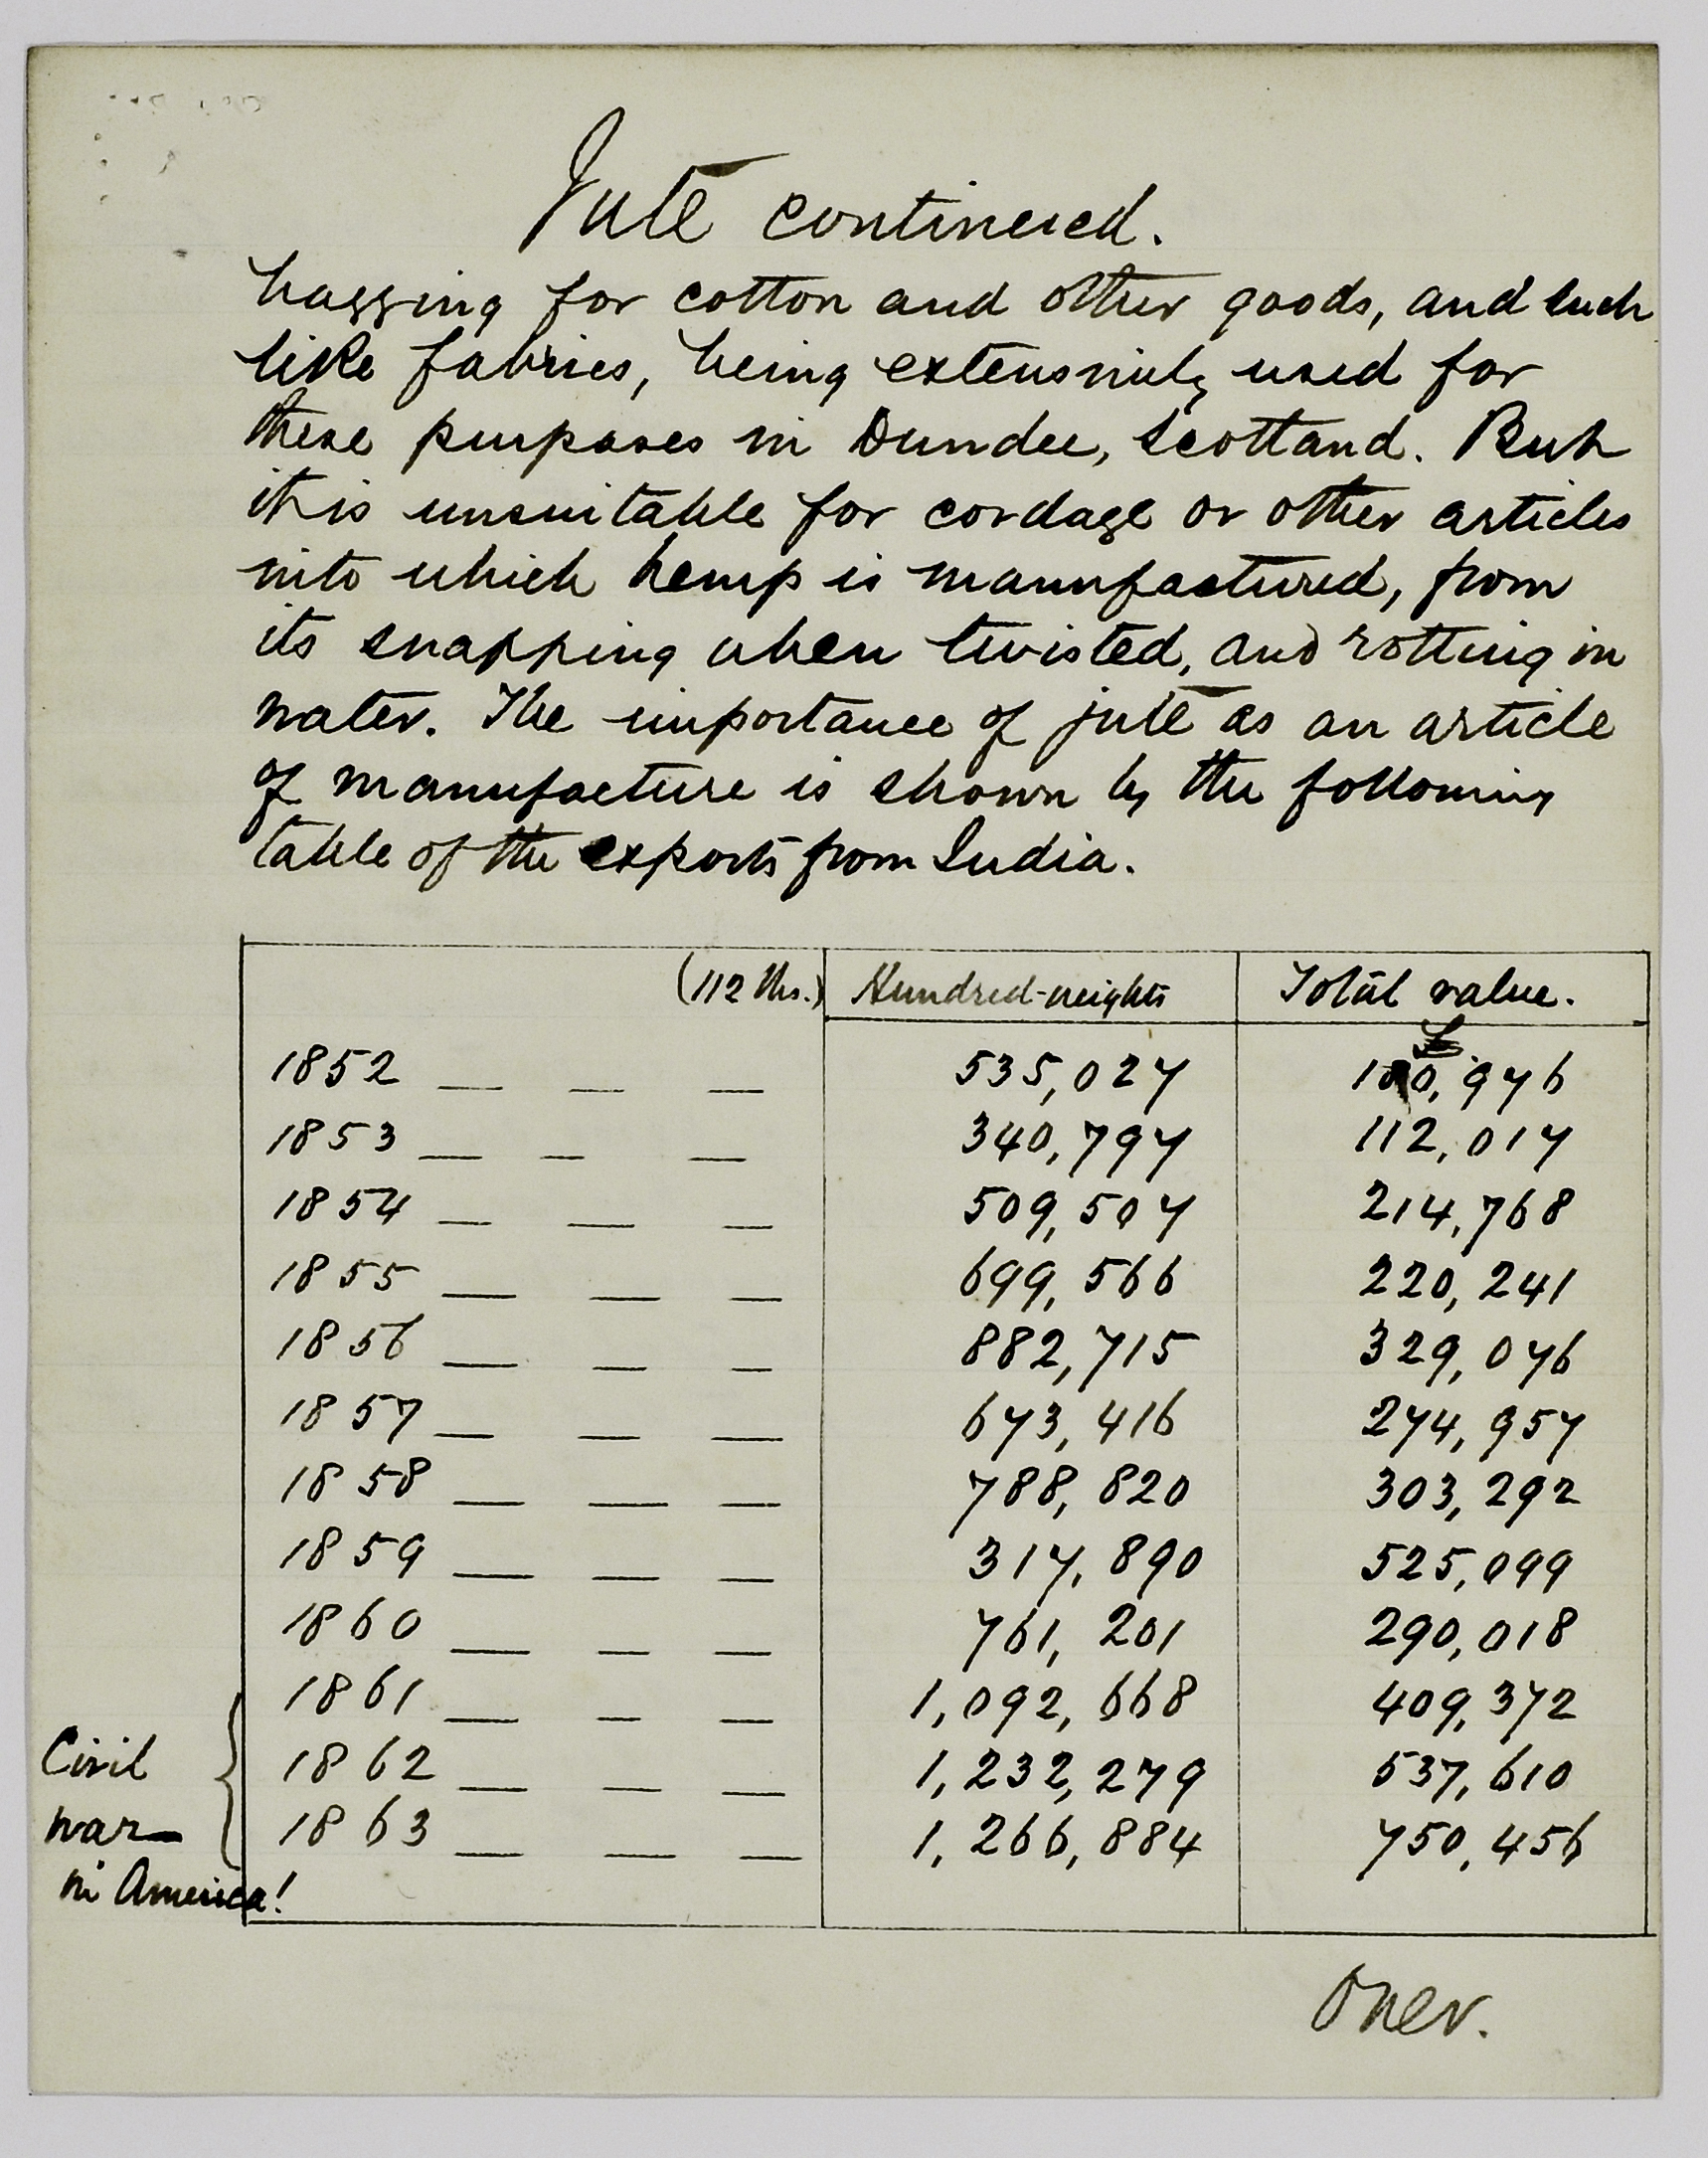 Jute continued.
bagging for cotton and other goods, and such
like fabrics, being extensively used for
these purposes in Dundee, Scotland. But
it is unsuitable for cordage or other articles
into which hemp is manufactured, from
its snapping when twisted, and rotting in
water. The importance of jute as an article
of manufacture is shown by the following
table of the exports from India.
(112 lbs.) Hundred-weights Total value.
£
1852 — — — 535,027 180,976
1853 — — — 340,797 112,017
1854 — — — 509,507 214,768
1855 — — — 699,566 220,241
1856 — — — 882,715 329,076
1857 — — — 673,416 274,957
1858 — — — 788,820 303,292
1859 — — — 317,890 525,099
1860 — — — 761,201 290,018
1861 — — — 1,092,668 409,372
1862 — — — 1,232,279 537,610
1863 — — — 1,266,884 750,456
Civil
war
in America!
Over.